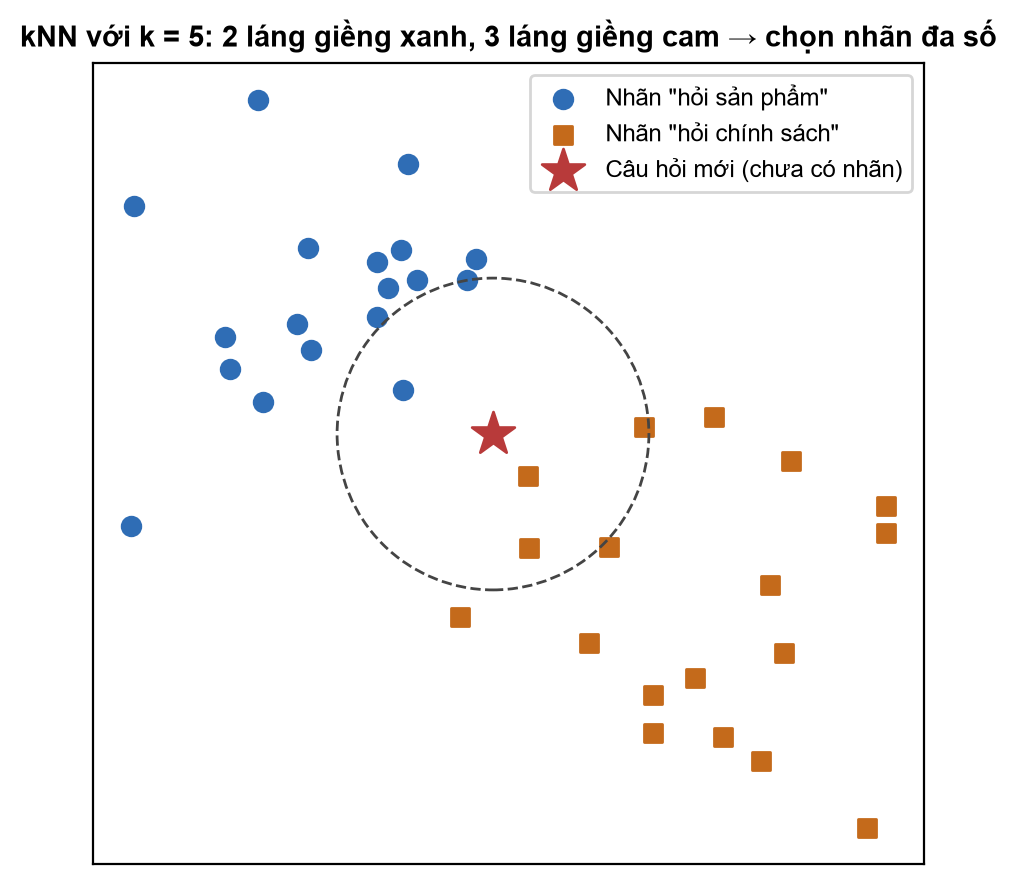 kNN với k = 5: 2 láng giềng xanh, 3 láng giềng cam → chọn nhãn đa số
Nhãn "hỏi sản phẩm"
Nhãn "hỏi chính sách"
Câu hỏi mới (chưa có nhãn)